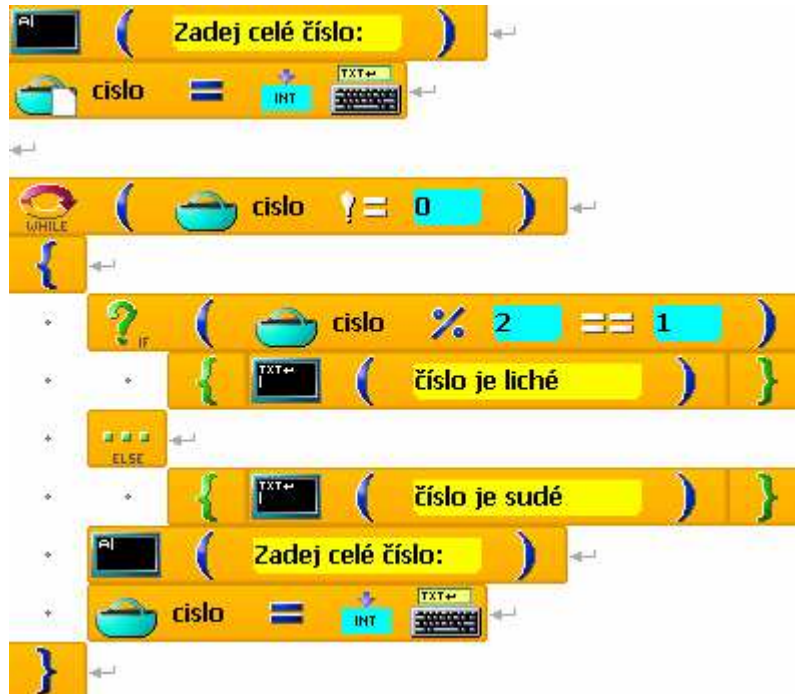 A| ( Zadej celé číslo: )
cislo = INT TXT
WHILE ( cislo != 0 )
{
? IF ( cislo % 2 == 1 )
{ TXT ( číslo je liché ) }
ELSE
{ TXT ( číslo je sudé ) }
A| ( Zadej celé číslo: )
cislo = INT TXT
}